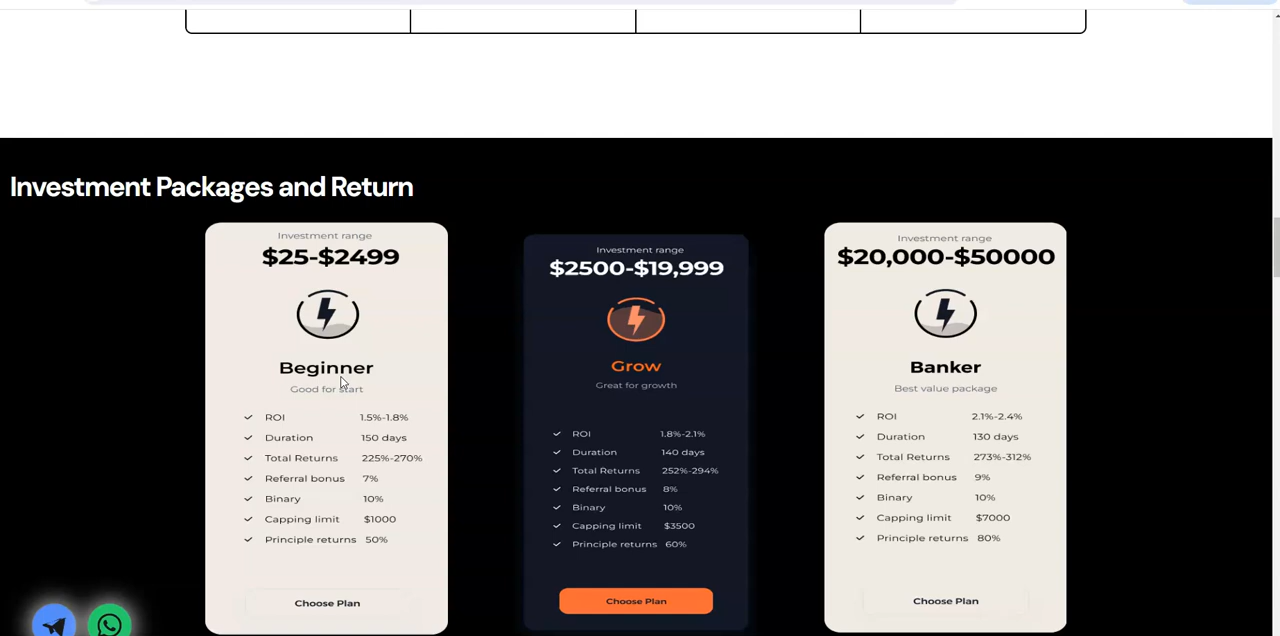 Investment Packages and Return
Investment range
$25-$2499
Beginner
Good for start
ROI 1.5%-1.8%
Duration 150 days
Total Returns 225%-270%
Referral bonus 7%
Binary 10%
Capping limit $1000
Principle returns 50%
Choose Plan
Investment range
$2500-$19,999
Grow
Great for growth
ROI 1.8%-2.1%
Duration 140 days
Total Returns 252%-294%
Referral bonus 8%
Binary 10%
Capping limit $3500
Principle returns 60%
Choose Plan
Investment range
$20,000-$50000
Banker
Best value package
ROI 2.1%-2.4%
Duration 130 days
Total Returns 273%-312%
Referral bonus 9%
Binary 10%
Capping limit $7000
Principle returns 80%
Choose Plan